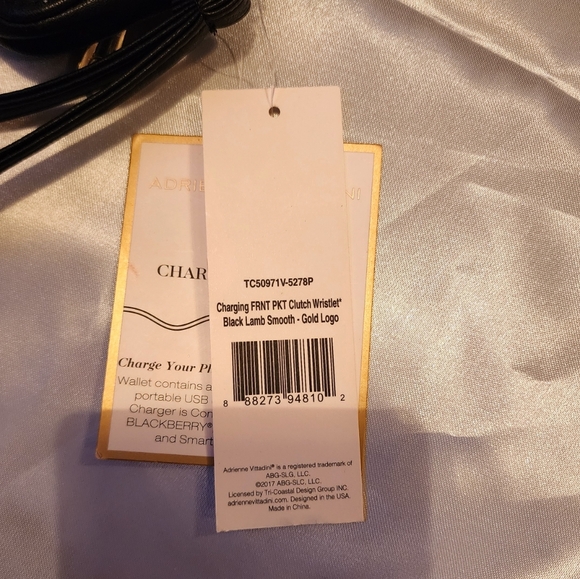 ADRI
CHAR
Charge Your
Wallet contains a
portable USB
Charger is Con
BLACKBERRY®
and Smart
TC50971V-5278P
Charging FRNT PKT Clutch Wristlet*
Black Lamb Smooth - Gold Logo
8 88273 94810 2
Adrienne Vittadini® is a registered trademark of
ABG-SLG, LLC.
©2017 ABG-SLC, LLC.
Licensed by Tri-Coastal Design Group INC.
adriennevittadini.com. Designed in the USA.
Made in China.